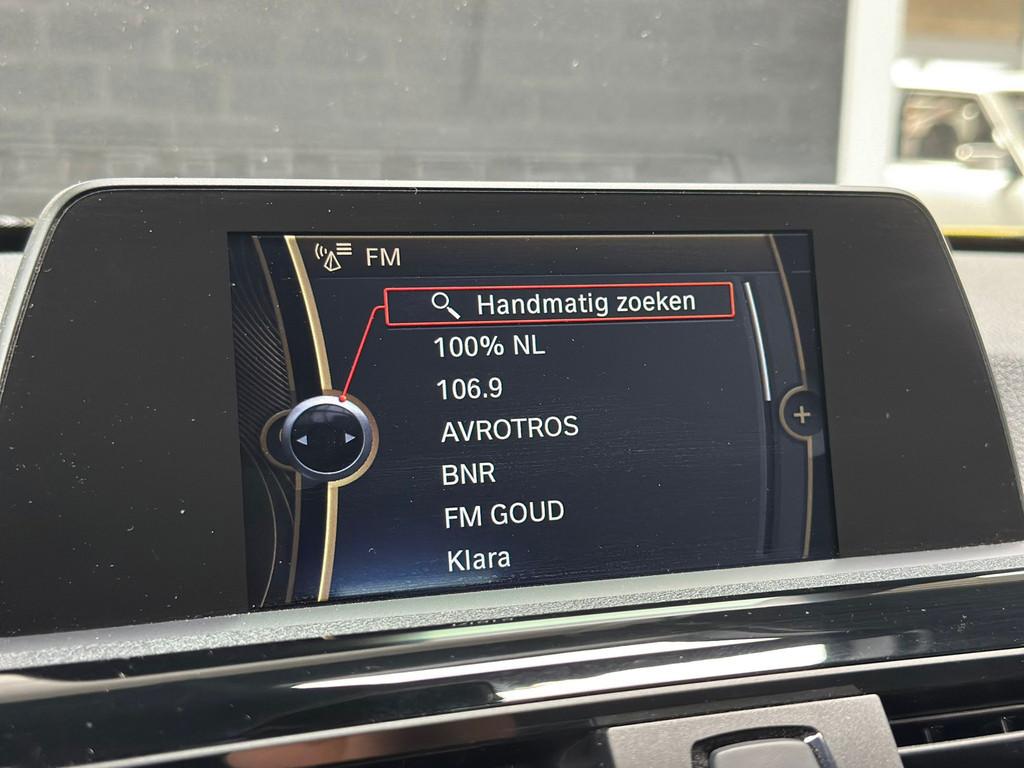 FM
Handmatig zoeken
100% NL
106.9
AVROTROS
BNR
FM GOUD
Klara